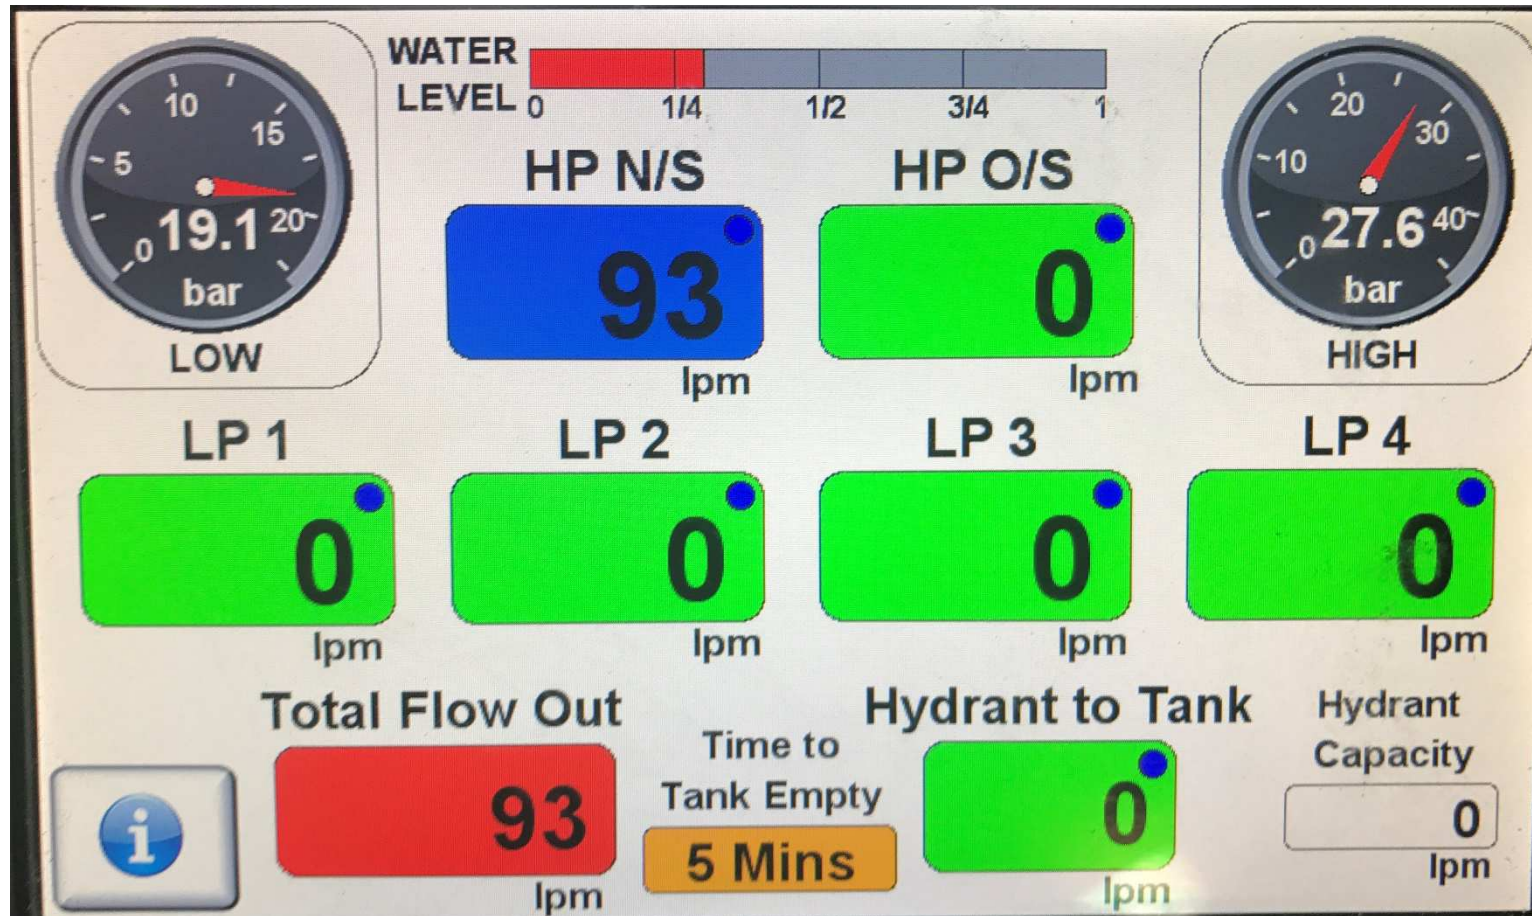 WATER
LEVEL
0 1/4 1/2 3/4 1
0 5 10 15 20
19.1
bar
LOW
HP N/S
93
lpm
HP O/S
0
lpm
0 10 20 30 40
27.6
bar
HIGH
LP 1
0
lpm
LP 2
0
lpm
LP 3
0
lpm
LP 4
0
lpm
Total Flow Out
93
lpm
Time to
Tank Empty
5 Mins
Hydrant to Tank
0
lpm
Hydrant
Capacity
0
lpm
i